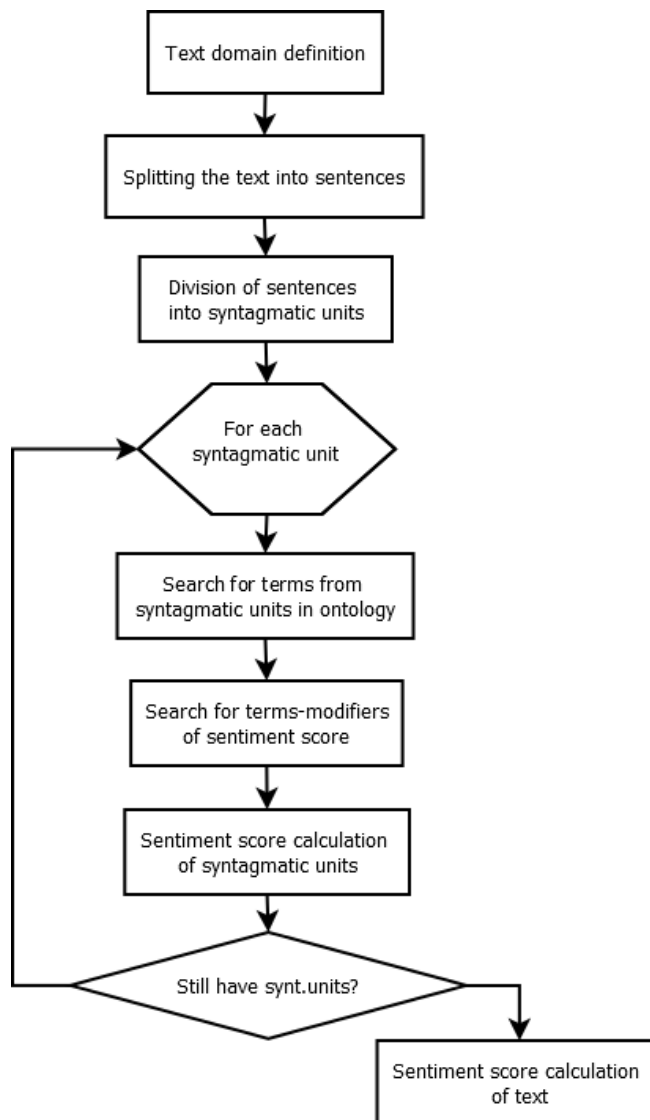 Text domain definition
Splitting the text into sentences
Division of sentences
into syntagmatic units
For each
syntagmatic unit
Search for terms from
syntagmatic units in ontology
Search for terms-modifiers
of sentiment score
Sentiment score calculation
of syntagmatic units
Still have synt.units?
Sentiment score calculation
of text